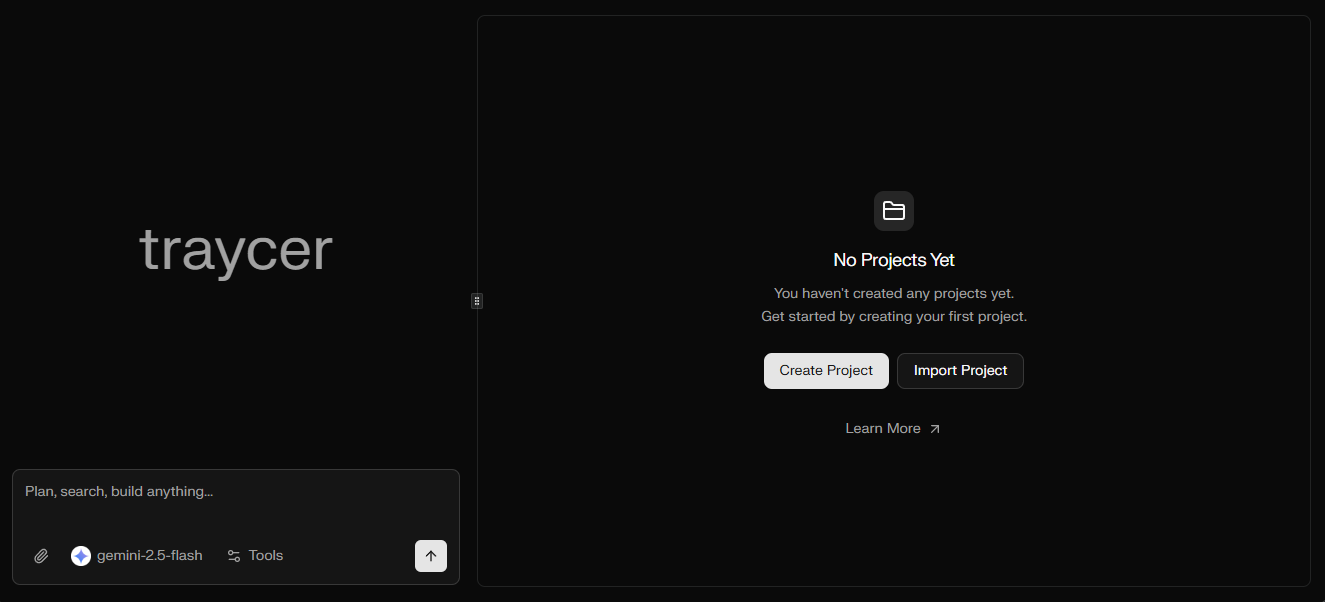 traycer
Plan, search, build anything...
gemini-2.5-flash
Tools
No Projects Yet
You haven't created any projects yet.
Get started by creating your first project.
Create Project
Import Project
Learn More